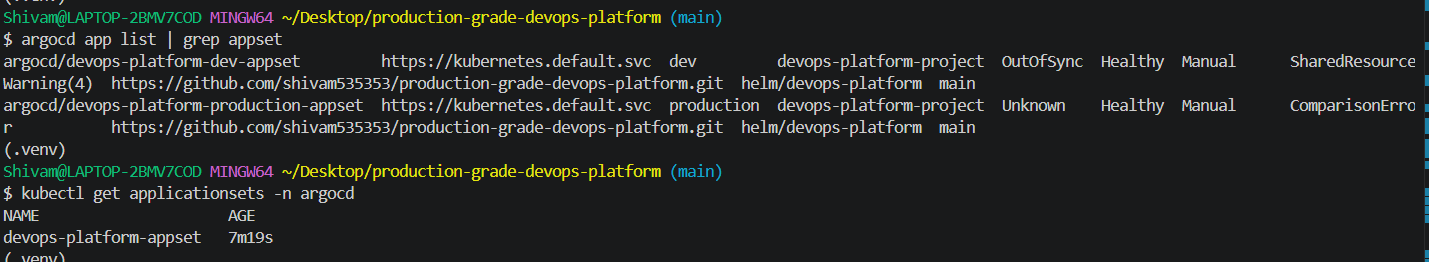 (.venv)
Shivam@LAPTOP-2BMV7COD MINGW64 ~/Desktop/production-grade-devops-platform (main)
$ argocd app list | grep appset
argocd/devops-platform-dev-appset         https://kubernetes.default.svc  dev         devops-platform-project  OutOfSync  Healthy  Manual      SharedResource
Warning(4)  https://github.com/shivam535353/production-grade-devops-platform.git  helm/devops-platform  main
argocd/devops-platform-production-appset  https://kubernetes.default.svc  production  devops-platform-project  Unknown    Healthy  Manual      ComparisonErro
r           https://github.com/shivam535353/production-grade-devops-platform.git  helm/devops-platform  main
(.venv)
Shivam@LAPTOP-2BMV7COD MINGW64 ~/Desktop/production-grade-devops-platform (main)
$ kubectl get applicationsets -n argocd
NAME                     AGE
devops-platform-appset   7m19s
(.venv)